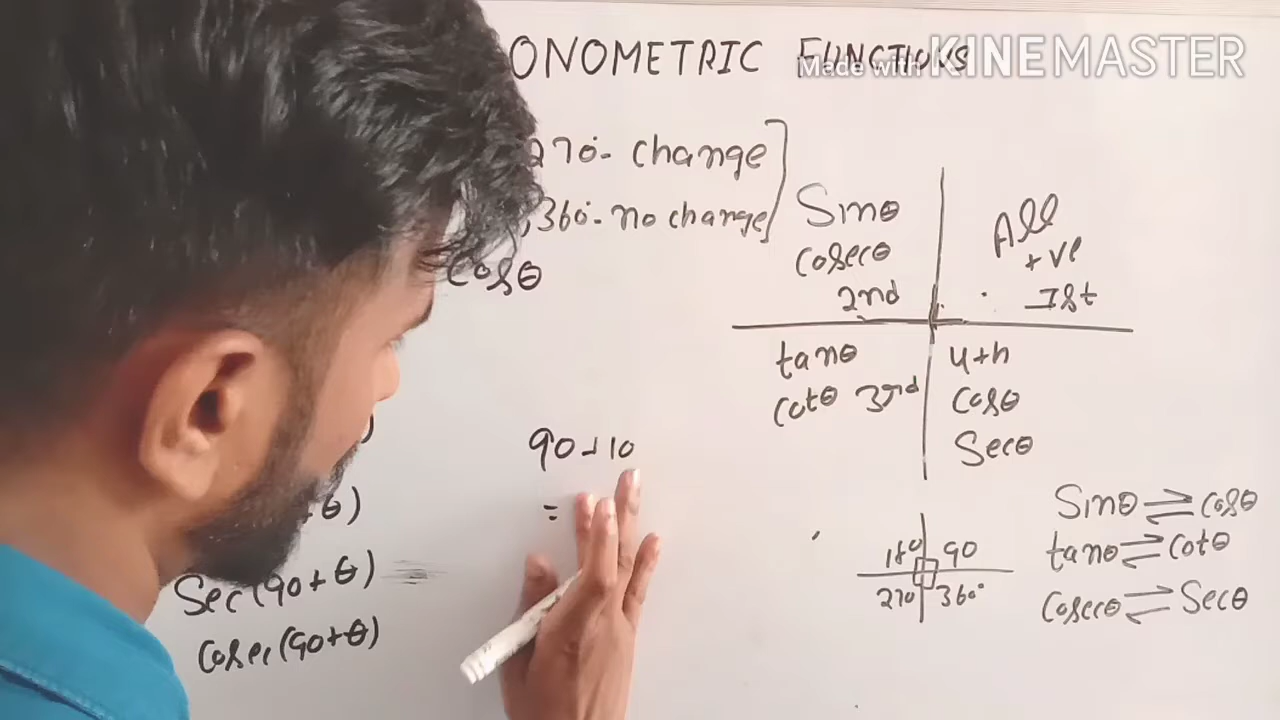 ONOMETRIC FUNCTIONS
Made with KINEMASTER
270°- change
,360°- no change
Cosθ
Sinθ
Cosecθ
2nd
All
+ve
Ist
tanθ
Cotθ 3rd
4th
Cosθ
Secθ
90+10
=
θ)
Sec(90+θ)
Cosec(90+θ)
180 90
270 360°
Sinθ ⇌ Cosθ
tanθ ⇌ Cotθ
Cosecθ ⇌ Secθ